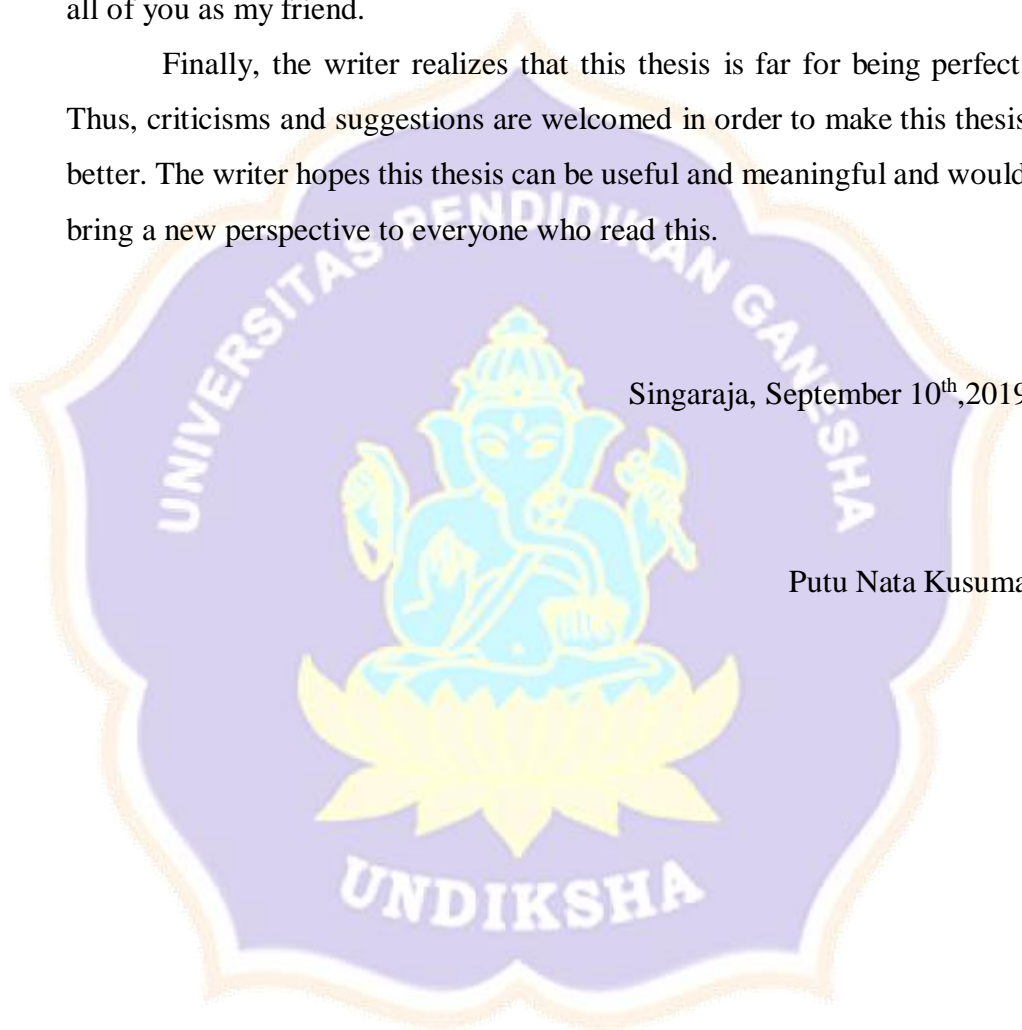 all of you as my friend.
Finally, the writer realizes that this thesis is far for being perfect
Thus, criticisms and suggestions are welcomed in order to make this thesis
better. The writer hopes this thesis can be useful and meaningful and would
bring a new perspective to everyone who read this.
UNIVERSITAS PENDIDIKAN GANESHA
Singaraja, September 10th,2019
Putu Nata Kusuma
UNDIKSHA